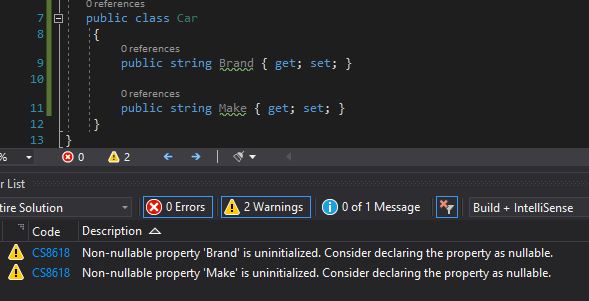 0 references
7 public class Car
8 {
0 references
9 public string Brand { get; set; }
10
0 references
11 public string Make { get; set; }
12 }
13 }
% 0 2
er List
tire Solution 0 Errors 2 Warnings 0 of 1 Message Build + IntelliSense
Code Description
CS8618 Non-nullable property 'Brand' is uninitialized. Consider declaring the property as nullable.
CS8618 Non-nullable property 'Make' is uninitialized. Consider declaring the property as nullable.